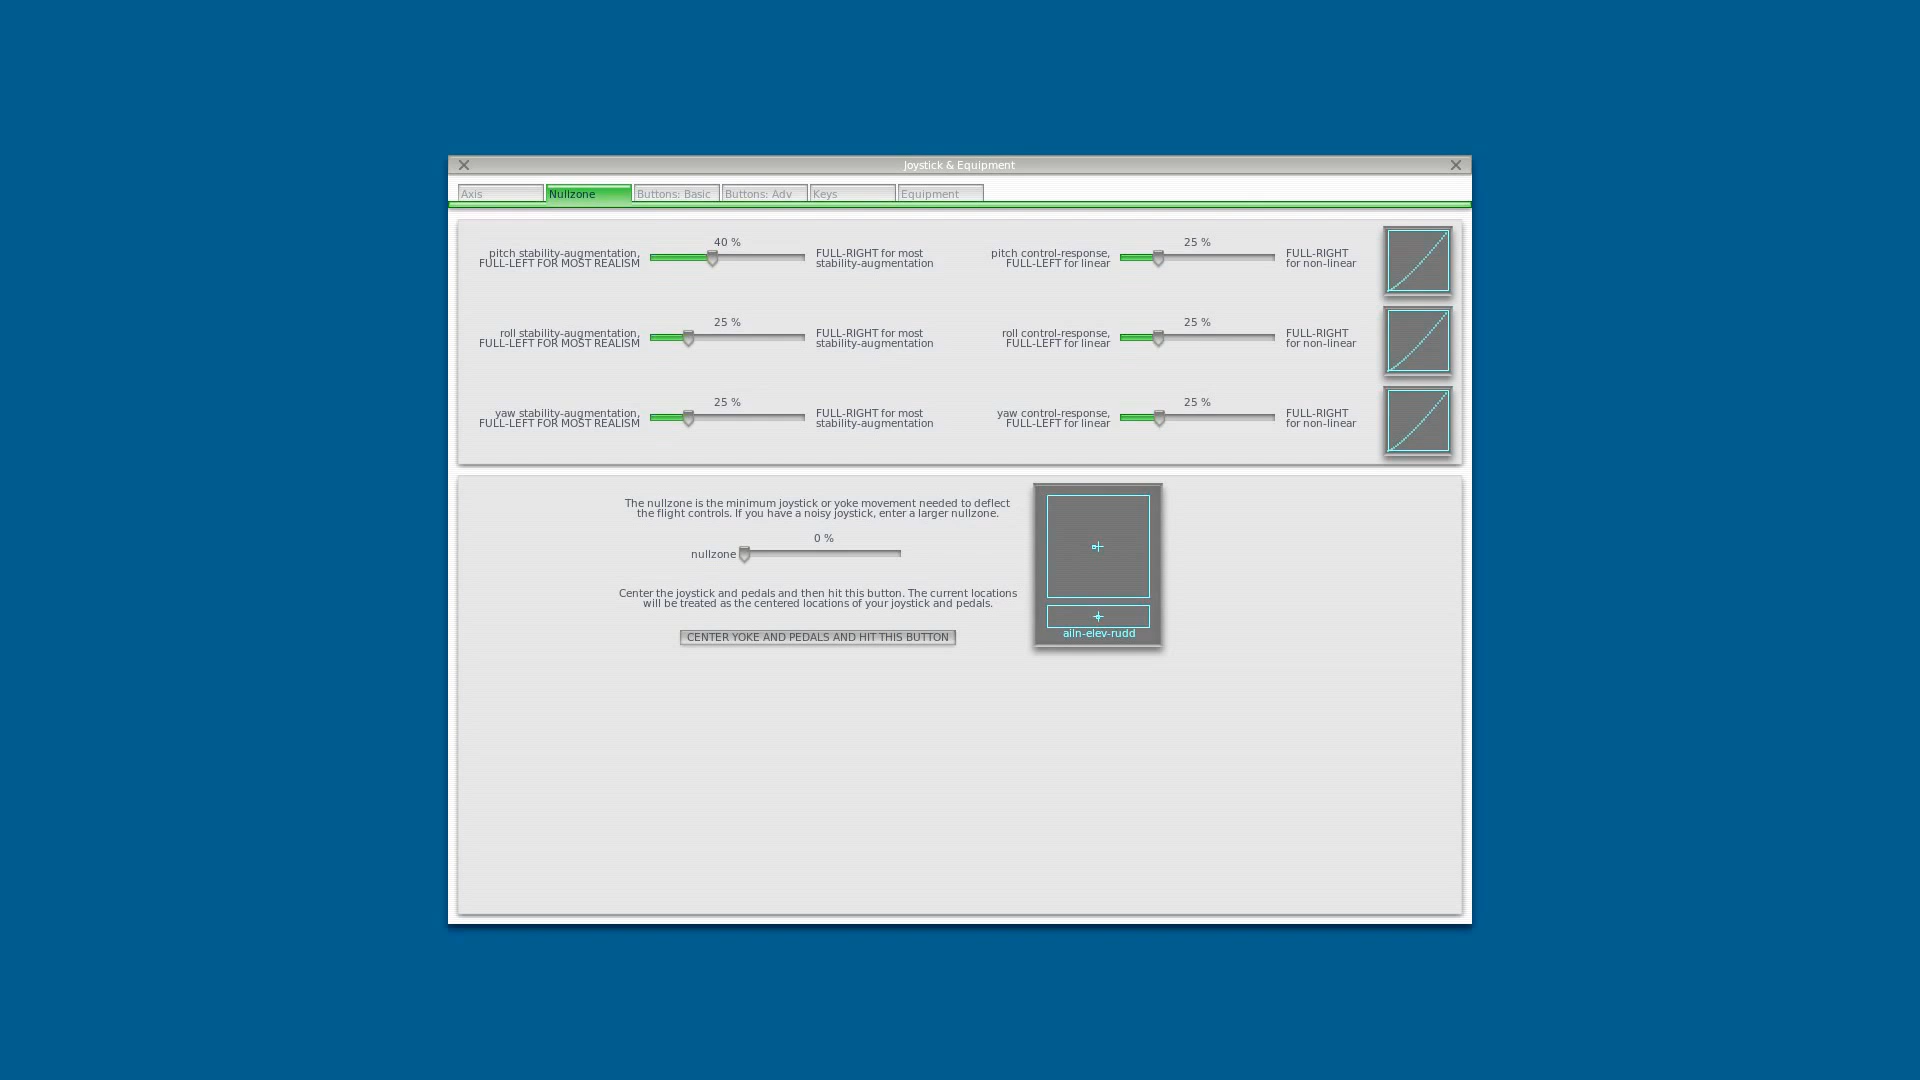 Joystick & Equipment
Axis
Nullzone
Buttons: Basic
Buttons: Adv
Keys
Equipment
40 %
pitch stability-augmentation,
FULL-LEFT FOR MOST REALISM
FULL-RIGHT for most
stability-augmentation
25 %
pitch control-response,
FULL-LEFT for linear
FULL-RIGHT
for non-linear
25 %
roll stability-augmentation,
FULL-LEFT FOR MOST REALISM
FULL-RIGHT for most
stability-augmentation
25 %
roll control-response,
FULL-LEFT for linear
FULL-RIGHT
for non-linear
25 %
yaw stability-augmentation,
FULL-LEFT FOR MOST REALISM
FULL-RIGHT for most
stability-augmentation
25 %
yaw control-response,
FULL-LEFT for linear
FULL-RIGHT
for non-linear
The nullzone is the minimum joystick or yoke movement needed to deflect
the flight controls. If you have a noisy joystick, enter a larger nullzone.
0 %
nullzone
Center the joystick and pedals and then hit this button. The current locations
will be treated as the centered locations of your joystick and pedals.
CENTER YOKE AND PEDALS AND HIT THIS BUTTON
ailn-elev-rudd